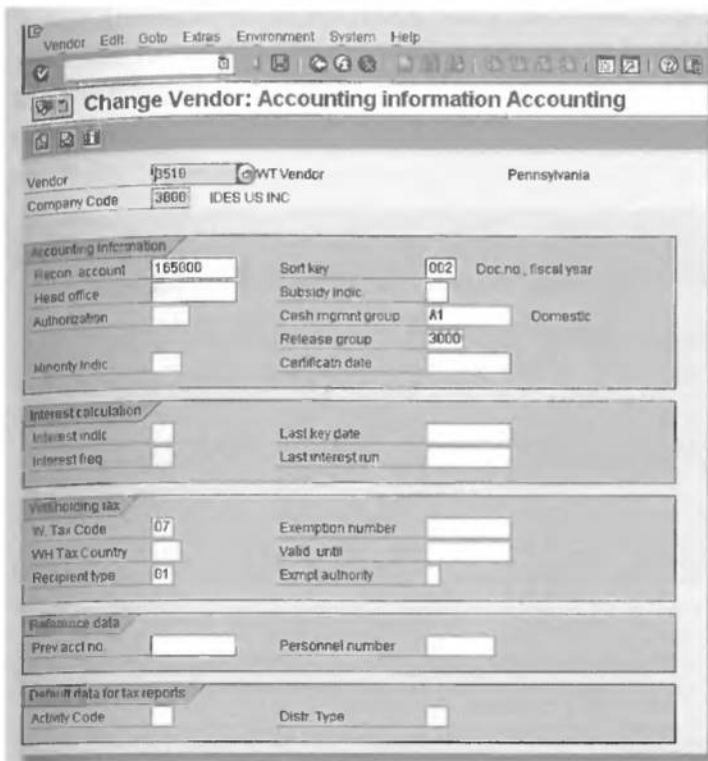 Vendor Edit Goto Extras Environment System Help
Change Vendor: Accounting information Accounting
Vendor 3510 WT Vendor Pennsylvania
Company Code 3000 IDES US INC
Accounting information
Recon. account 165000 Sort key 002 Doc.no., fiscal year
Head office Subsidy indic.
Authorization Cash mgmnt group A1 Domestic
Release group 3000
Minority indic Certificatn date
Interest calculation
Interest indic Last key date
Interest freq Last interest run
Withholding tax
W. Tax Code 07 Exemption number
WH Tax Country Valid until
Recipient type 01 Exmpt authority
Reference data
Prev.acct no. Personnel number
Default data for tax reports
Activity Code Distr. Type